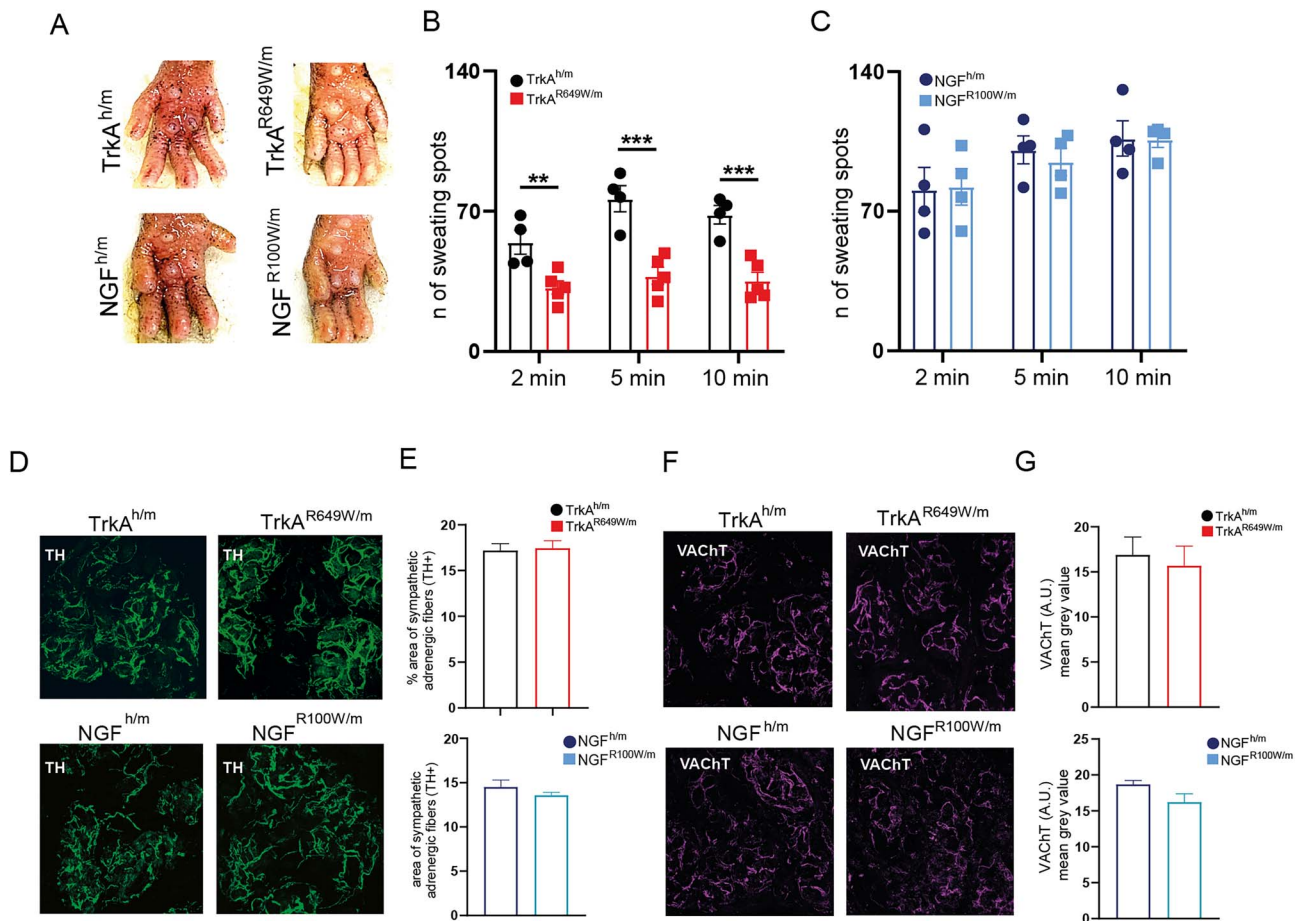 A
TrkA h/m
TrkA R649W/m
NGF h/m
NGF R100W/m
B
140
70
0
n of sweating spots
TrkA h/m
TrkA R649W/m
**
***
***
2 min
5 min
10 min
C
140
70
0
n of sweating spots
NGF h/m
NGF R100W/m
2 min
5 min
10 min
D
TrkA h/m
TrkA R649W/m
TH
TH
NGF h/m
NGF R100W/m
TH
TH
E
TrkA h/m
TrkA R649W/m
20
15
10
5
0
% area of sympathetic
adrenergic fibers (TH+)
NGF h/m
NGF R100W/m
20
15
10
5
0
area of sympathetic
adrenergic fibers (TH+)
F
TrkA h/m
TrkA R649W/m
VAChT
VAChT
NGF h/m
NGF R100W/m
VAChT
VAChT
G
TrkA h/m
TrkA R649W/m
20
15
10
5
0
VAChT (A.U.)
mean grey value
NGF h/m
NGF R100W/m
25
20
15
10
5
0
VAChT (A.U.)
mean grey value